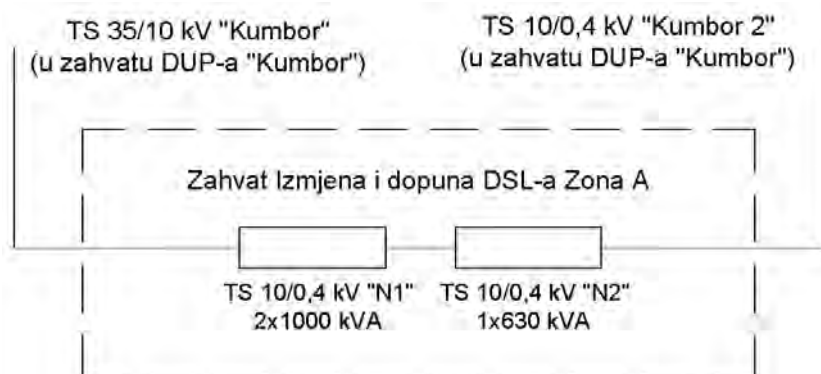 TS 35/10 kV "Kumbor"
(u zahvatu DUP-a "Kumbor")
TS 10/0,4 kV "Kumbor 2"
(u zahvatu DUP-a "Kumbor")
Zahvat Izmjena i dopuna DSL-a Zona A
TS 10/0,4 kV "N1"
2x1000 kVA
TS 10/0,4 kV "N2"
1x630 kVA